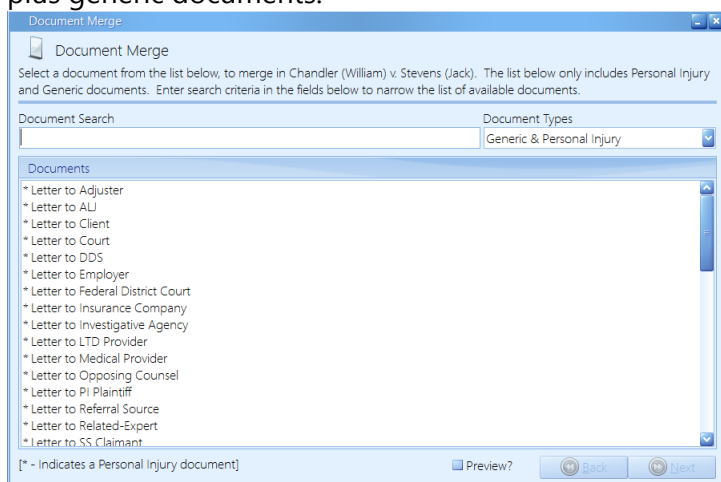 plus generic documents.
Document Merge
Document Merge
Select a document from the list below, to merge in Chandler (William) v. Stevens (Jack). The list below only includes Personal Injury
and Generic documents. Enter search criteria in the fields below to narrow the list of available documents.
Document Search
Document Types
Generic & Personal Injury
Documents
* Letter to Adjuster
* Letter to ALJ
* Letter to Client
* Letter to Court
* Letter to DDS
* Letter to Employer
* Letter to Federal District Court
* Letter to Insurance Company
* Letter to Investigative Agency
* Letter to LTD Provider
* Letter to Medical Provider
* Letter to Opposing Counsel
* Letter to PI Plaintiff
* Letter to Referral Source
* Letter to Related-Expert
* Letter to SS Claimant
[* - Indicates a Personal Injury document]
Preview?
Back
Next